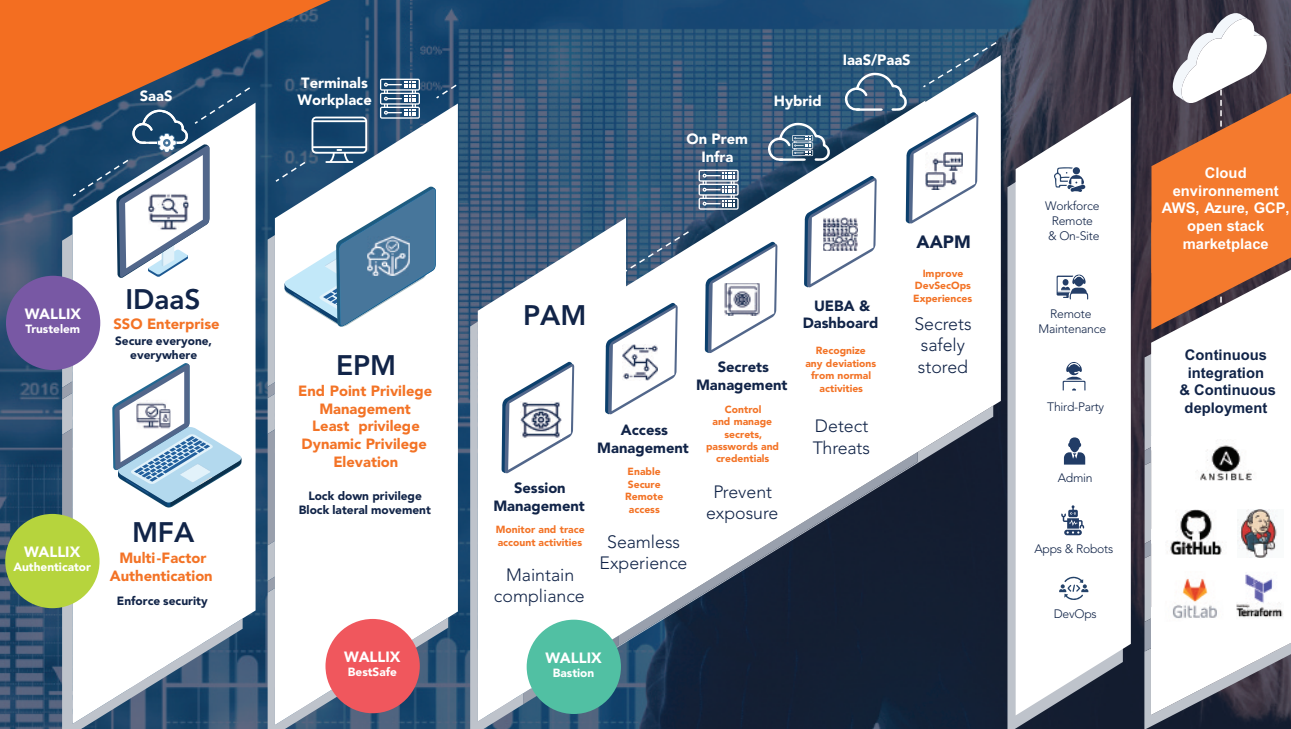 SaaS
WALLIX
Trustelem
IDaaS
SSO Enterprise
Secure everyone,
everywhere
WALLIX
Authenticator
MFA
Multi-Factor
Authentication
Enforce security
Terminals
Workplace
EPM
End Point Privilege
Management
Least privilege
Dynamic Privilege
Elevation
Lock down privilege
Block lateral movement
WALLIX
BestSafe
On Prem
Infra
Hybrid
IaaS/PaaS
PAM
Session
Management
Monitor and trace
account activities
Maintain
compliance
Access
Management
Enable
Secure
Remote
access
Seamless
Experience
Secrets
Management
Control
and manage
secrets,
passwords and
credentials
Prevent
exposure
UEBA &
Dashboard
Recognize
any deviations
from normal
activities
Detect
Threats
AAPM
Improve
DevSecOps
Experiences
Secrets
safely
stored
WALLIX
Bastion
Workforce
Remote
& On-Site
Remote
Maintenance
Third-Party
Admin
Apps & Robots
DevOps
Cloud
environnement
AWS, Azure, GCP,
open stack
marketplace
Continuous
integration
& Continuous
deployment
ANSIBLE
GitHub
GitLab
Terraform
90%
80%
0.15
2016